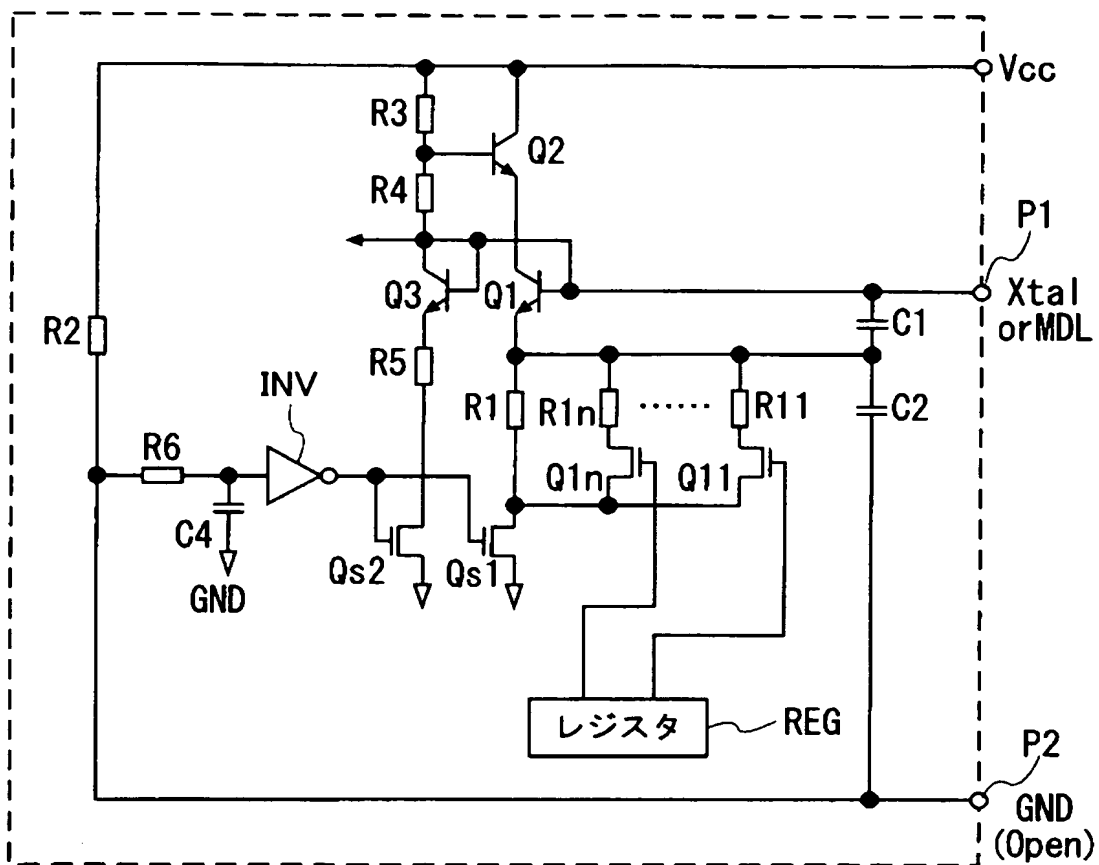 Vcc
R3
Q2
R4
P1
Q3
Q1
Xtal
orMDL
C1
R2
R5
INV
R1
R1n
……
R11
C2
R6
Q1n
Q11
C4
Qs2
Qs1
GND
レジスタ
REG
P2
GND
(Open)